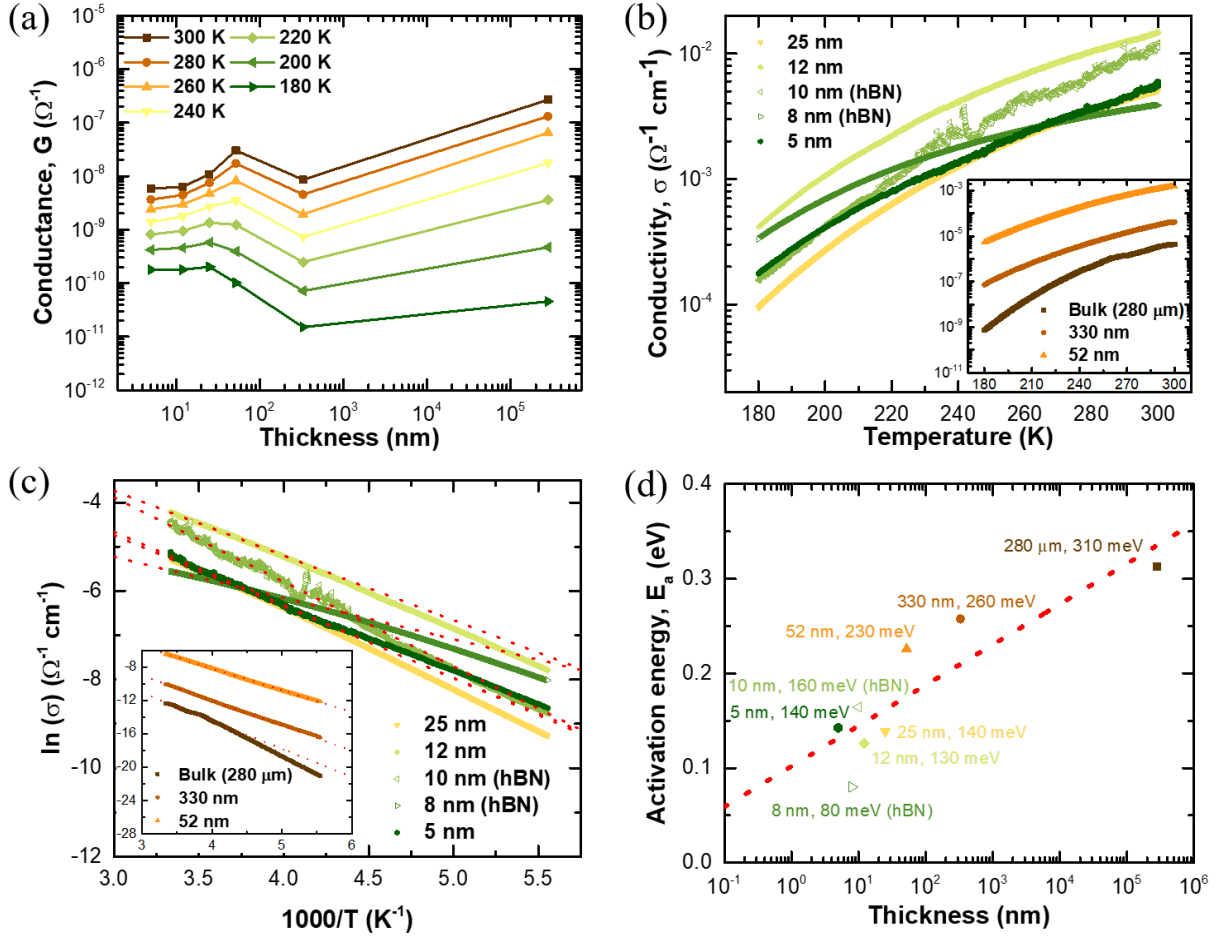 (a)
10⁻⁵
10⁻⁶
10⁻⁷
10⁻⁸
10⁻⁹
10⁻¹⁰
10⁻¹¹
10⁻¹²
Conductance, G (Ω⁻¹)
300 K
280 K
260 K
240 K
220 K
200 K
180 K
10¹ 10² 10³ 10⁴ 10⁵
Thickness (nm)
(b)
10⁻²
10⁻³
10⁻⁴
Conductivity, σ (Ω⁻¹ cm⁻¹)
25 nm
12 nm
10 nm (hBN)
8 nm (hBN)
5 nm
10⁻³
10⁻⁵
10⁻⁷
10⁻⁹
10⁻¹¹
Bulk (280 μm)
330 nm
52 nm
180 210 240 270 300
180 200 220 240 260 280 300
Temperature (K)
(c)
-4
-6
-8
-10
-12
ln (σ) (Ω⁻¹ cm⁻¹)
-8
-12
-16
-20
-24
-28
Bulk (280 μm)
330 nm
52 nm
3 4 5 6
25 nm
12 nm
10 nm (hBN)
8 nm (hBN)
5 nm
3.0 3.5 4.0 4.5 5.0 5.5
1000/T (K⁻¹)
(d)
0.4
0.3
0.2
0.1
0.0
Activation energy, Eₐ (eV)
280 μm, 310 meV
330 nm, 260 meV
52 nm, 230 meV
10 nm, 160 meV (hBN)
5 nm, 140 meV
25 nm, 140 meV
12 nm, 130 meV
8 nm, 80 meV (hBN)
10⁻¹ 10⁰ 10¹ 10² 10³ 10⁴ 10⁵ 10⁶
Thickness (nm)